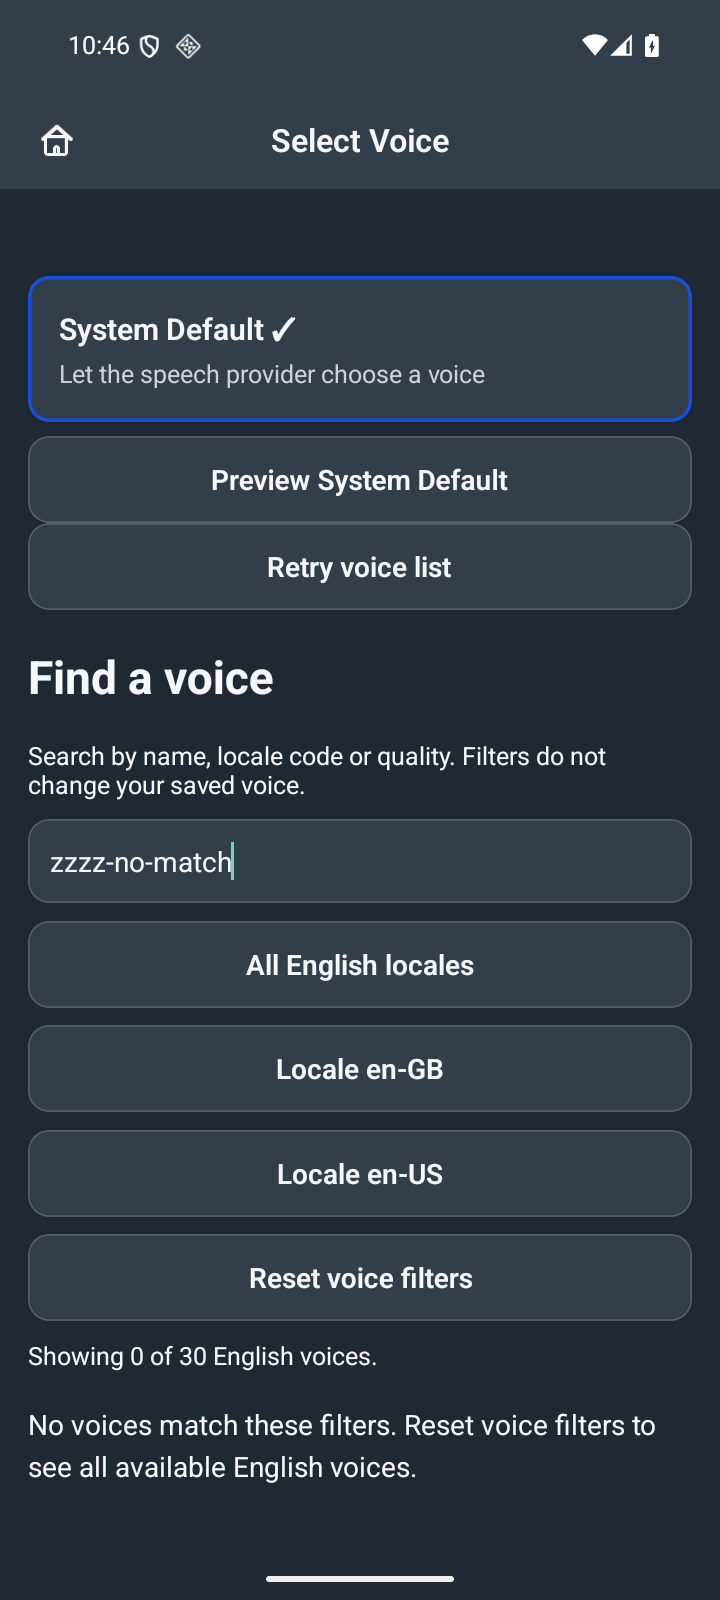 10:46
Select Voice
System Default ✓
Let the speech provider choose a voice
Preview System Default
Retry voice list
Find a voice
Search by name, locale code or quality. Filters do not
change your saved voice.
zzzz-no-match
All English locales
Locale en-GB
Locale en-US
Reset voice filters
Showing 0 of 30 English voices.
No voices match these filters. Reset voice filters to
see all available English voices.